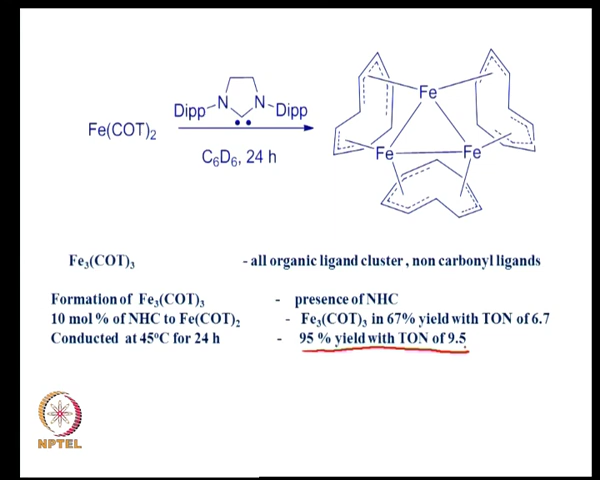 Dipp-N N-Dipp
Fe(COT)2
C6D6, 24 h
Fe
Fe Fe
Fe3(COT)3 - all organic ligand cluster , non carbonyl ligands
Formation of Fe3(COT)3 - presence of NHC
10 mol % of NHC to Fe(COT)2 - Fe3(COT)3 in 67% yield with TON of 6.7
Conducted at 45ºC for 24 h - 95 % yield with TON of 9.5
NPTEL